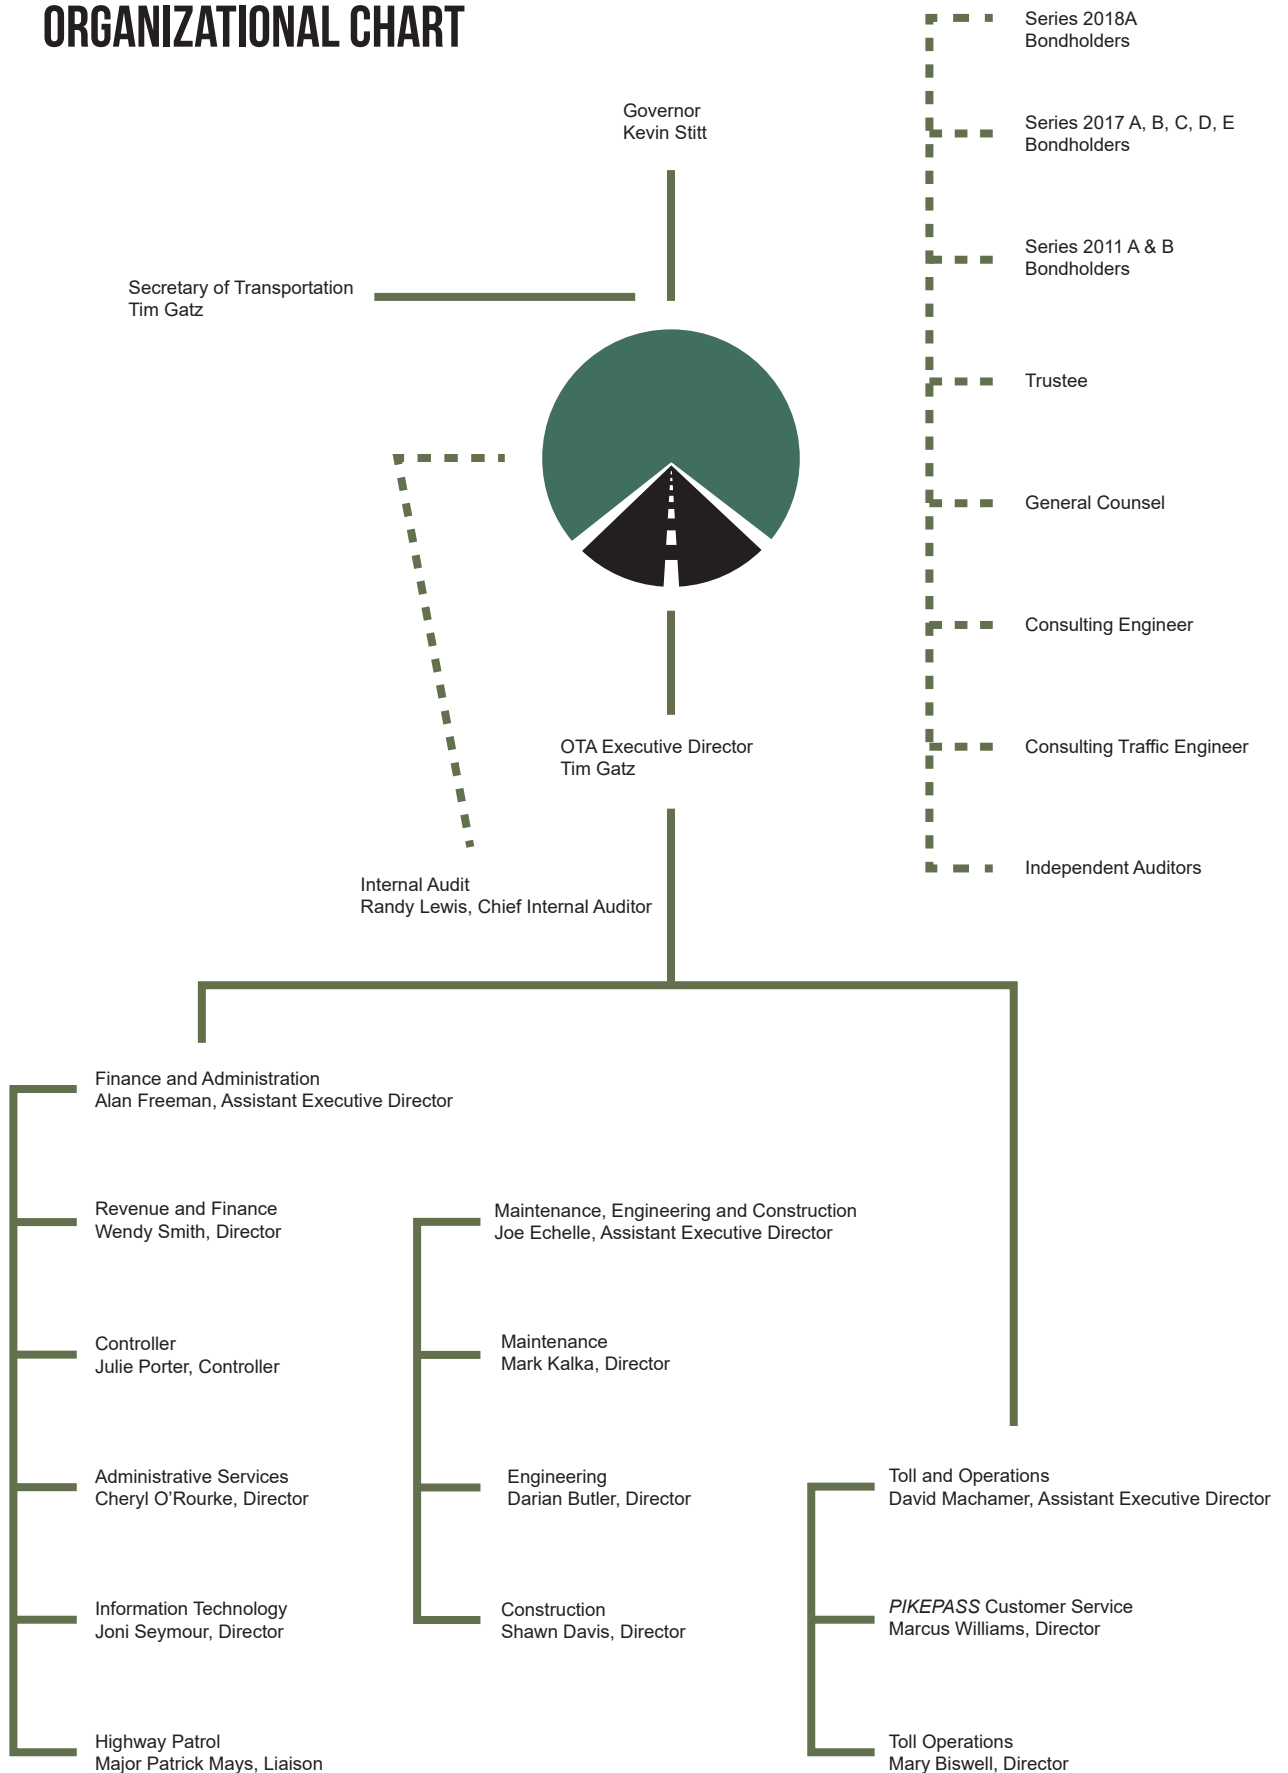 ORGANIZATIONAL CHART
Governor
Kevin Stitt
Secretary of Transportation
Tim Gatz
Series 2018A
Bondholders
Series 2017 A, B, C, D, E
Bondholders
Series 2011 A & B
Bondholders
Trustee
General Counsel
Consulting Engineer
Consulting Traffic Engineer
Independent Auditors
OTA Executive Director
Tim Gatz
Internal Audit
Randy Lewis, Chief Internal Auditor
Finance and Administration
Alan Freeman, Assistant Executive Director
Revenue and Finance
Wendy Smith, Director
Controller
Julie Porter, Controller
Administrative Services
Cheryl O’Rourke, Director
Information Technology
Joni Seymour, Director
Highway Patrol
Major Patrick Mays, Liaison
Maintenance, Engineering and Construction
Joe Echelle, Assistant Executive Director
Maintenance
Mark Kalka, Director
Engineering
Darian Butler, Director
Construction
Shawn Davis, Director
Toll and Operations
David Machamer, Assistant Executive Director
PIKEPASS Customer Service
Marcus Williams, Director
Toll Operations
Mary Biswell, Director